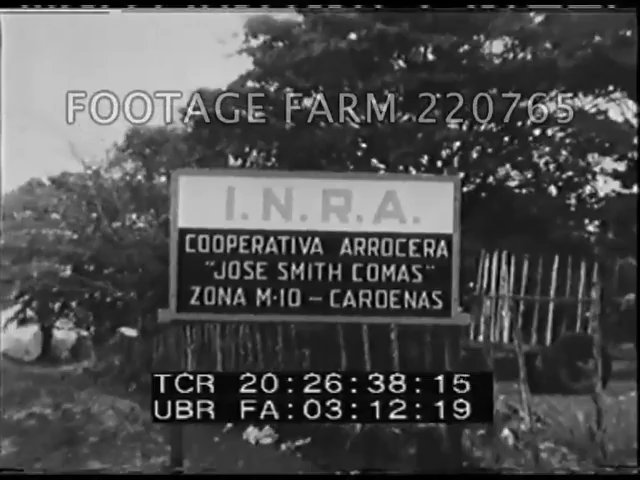 FOOTAGE FARM 220765
I.N.R.A.
COOPERATIVA ARROCERA
"JOSE SMITH COMAS"
ZONA M-10 - CARDENAS
TCR 20:26:38:15
UBR FA:03:12:19